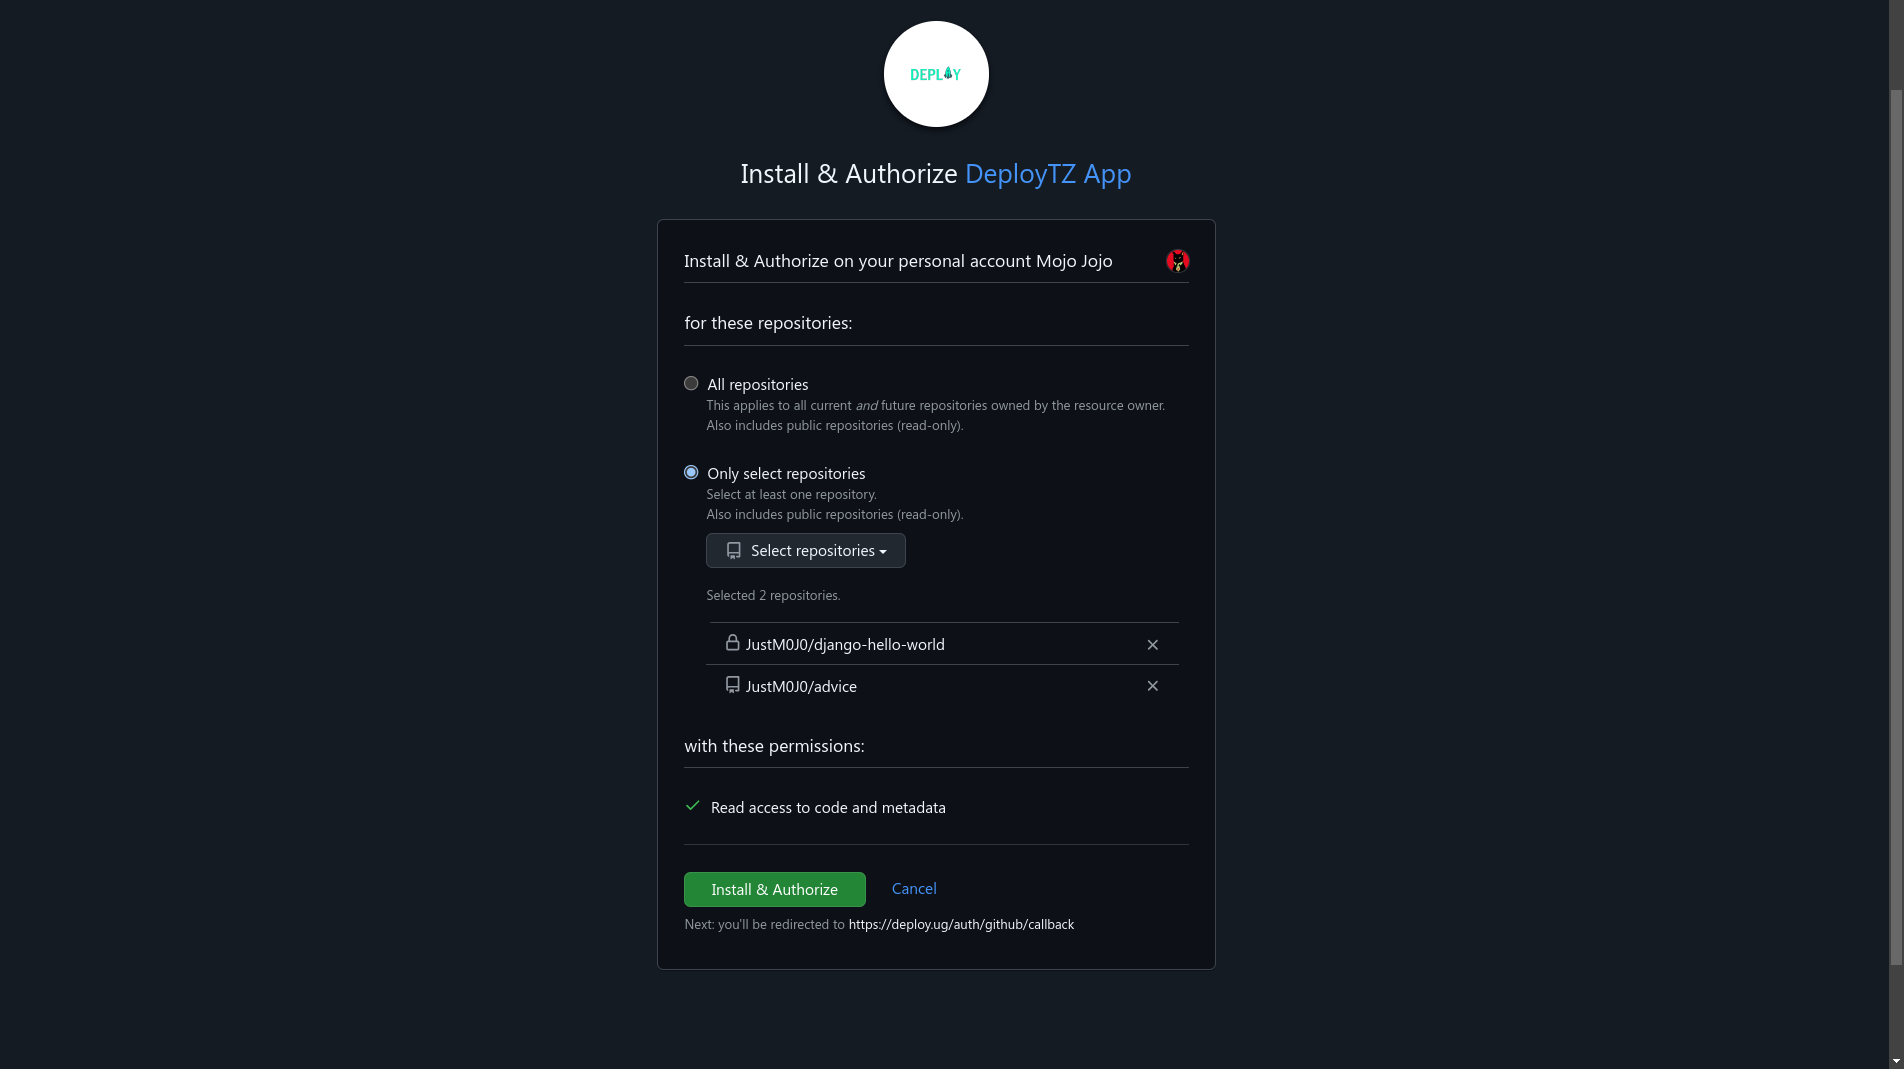 DEPLOY
Install & Authorize DeployTZ App
Install & Authorize on your personal account Mojo Jojo
for these repositories:
All repositories
This applies to all current and future repositories owned by the resource owner.
Also includes public repositories (read-only).
Only select repositories
Select at least one repository.
Also includes public repositories (read-only).
Select repositories
Selected 2 repositories.
JustM0J0/django-hello-world
JustM0J0/advice
with these permissions:
Read access to code and metadata
Install & Authorize Cancel
Next: you'll be redirected to https://deploy.ug/auth/github/callback